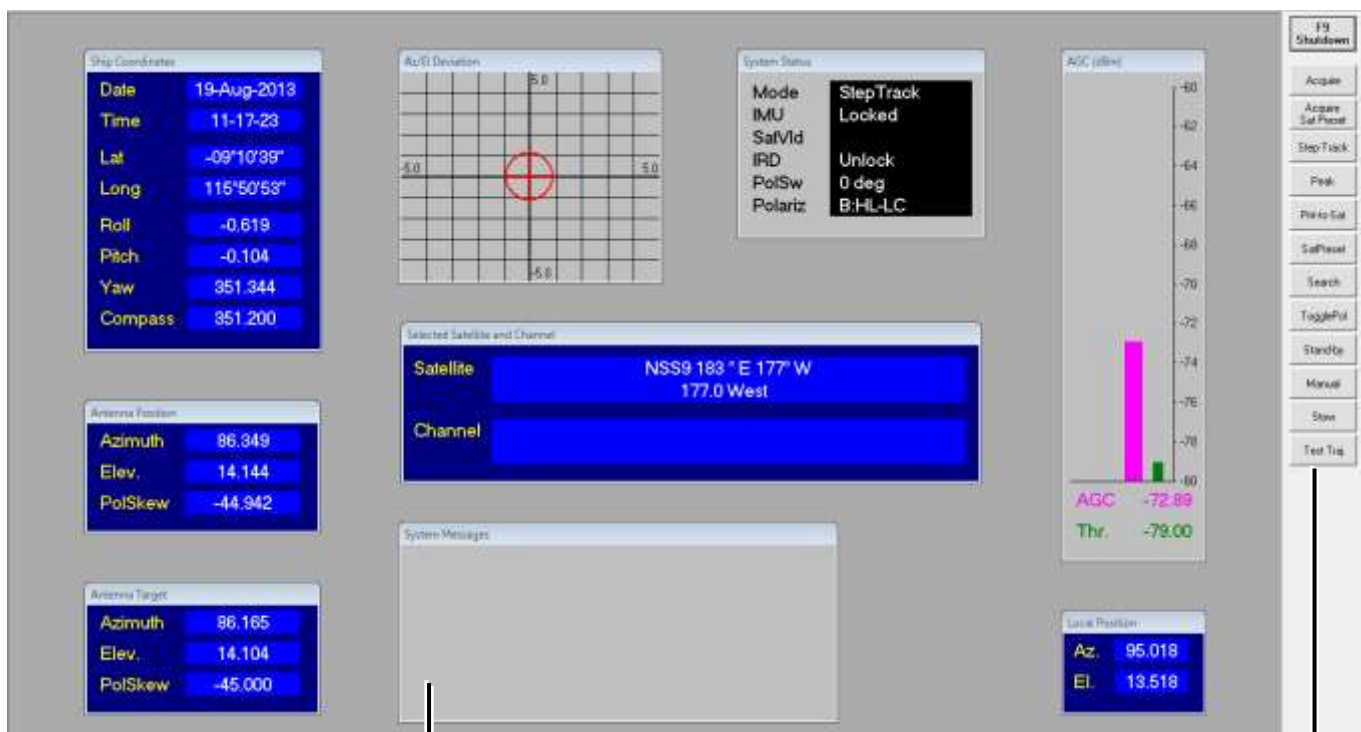 Ship Coordinates
Date 19-Aug-2013
Time 11-17-23
Lat -09°10'39"
Long 115°50'53"
Roll -0.619
Pitch -0.104
Yaw 351.344
Compass 351.200
Antenna Position
Azimuth 86.349
Elev. 14.144
PolSkew -44.942
Antenna Target
Azimuth 86.165
Elev. 14.104
PolSkew -45.000
Az/El Deviation
5.0
-5.0 5.0
-5.0
System Status
Mode StepTrack
IMU Locked
SatVld
IRD Unlock
PolSw 0 deg
Polariz B:HL-LC
Selected Satellite and Channel
Satellite NSS9 183 ° E 177° W
177.0 West
Channel
System Messages
AGC (dBm)
-60
-62
-64
-66
-68
-70
-72
-74
-76
-78
-80
AGC -72.89
Thr. -79.00
Local Position
Az. 95.018
El. 13.518
F9
Shutdown
Acquire
Acquire
Sat Preset
Step Track
Peak
Pnt-to-Sat
SatPreset
Search
TogglePol
Standby
Manual
Stow
Test Traj